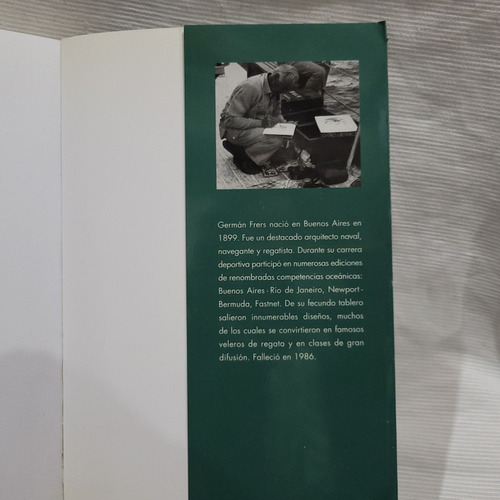 Germán Frers nació en Buenos Aires en
1899. Fue un destacado arquitecto naval,
navegante y regatista. Durante su carrera
deportiva participó en numerosas ediciones
de renombradas competencias oceánicas:
Buenos Aires-Río de Janeiro, Newport-
Bermuda, Fastnet. De su fecundo tablero
salieron innumerables diseños, muchos
de los cuales se convirtieron en famosos
veleros de regata y en clases de gran
difusión. Falleció en 1986.